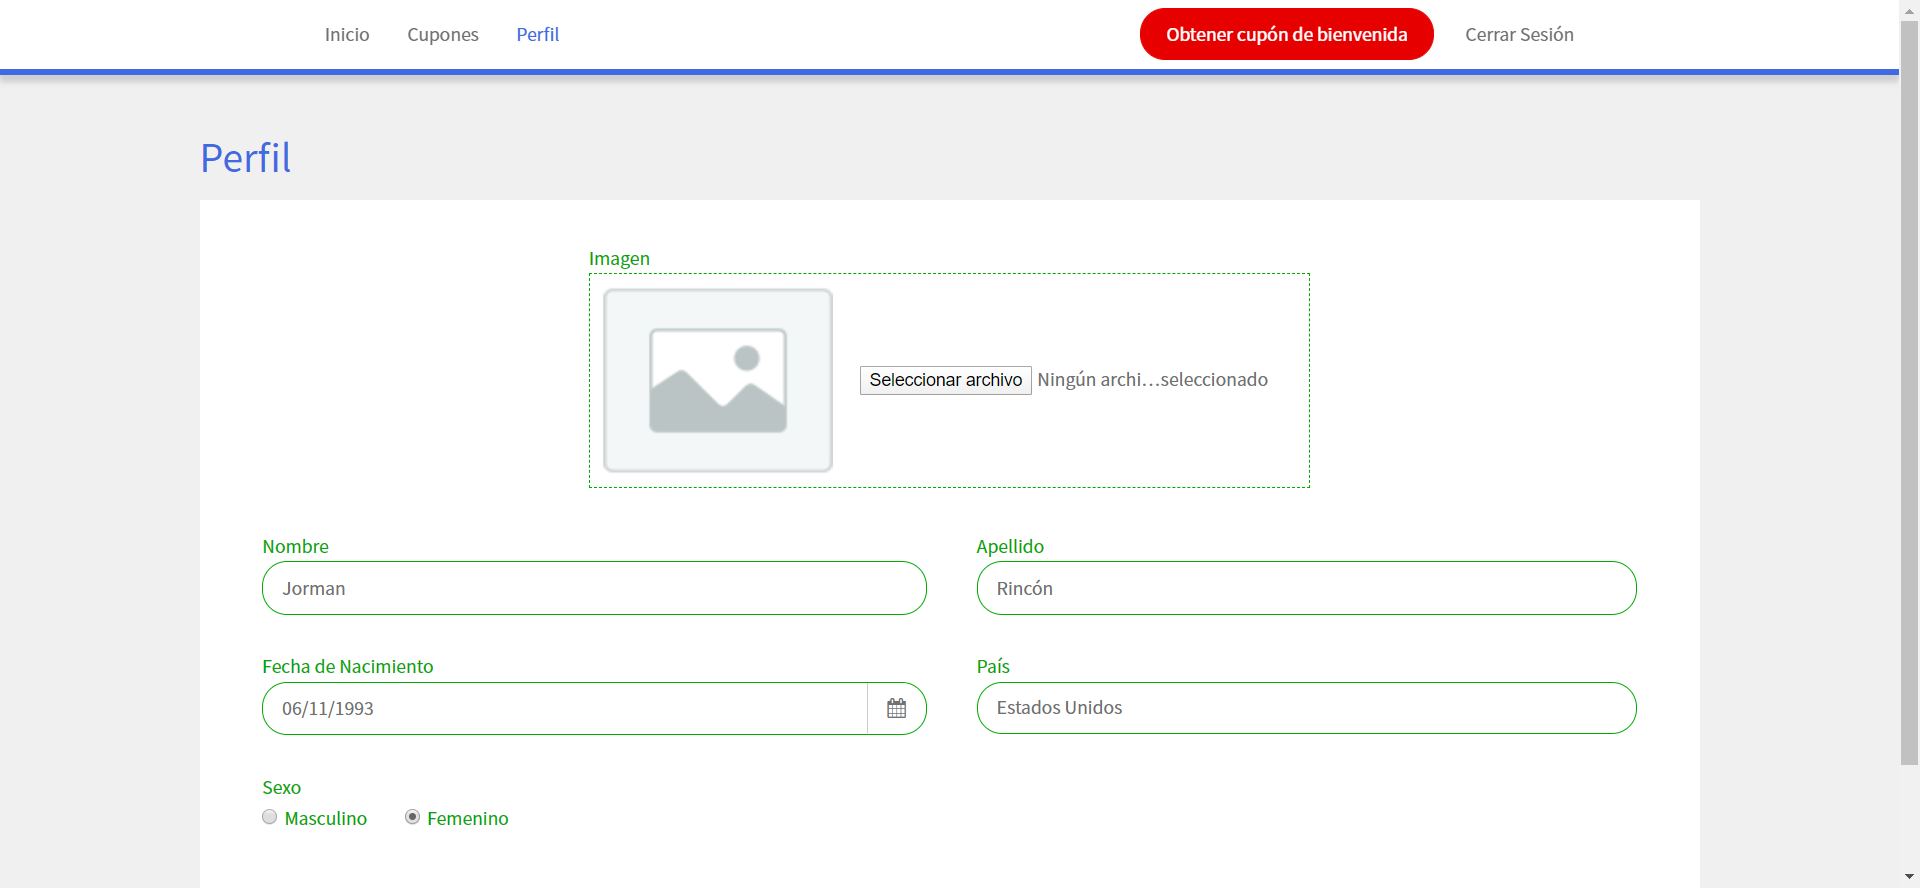 Inicio Cupones Perfil Obtener cupón de bienvenida Cerrar Sesión
Perfil
Imagen
Seleccionar archivo Ningún archi…seleccionado
Nombre Apellido
Jorman Rincón
Fecha de Nacimiento País
06/11/1993 Estados Unidos
Sexo
Masculino Femenino